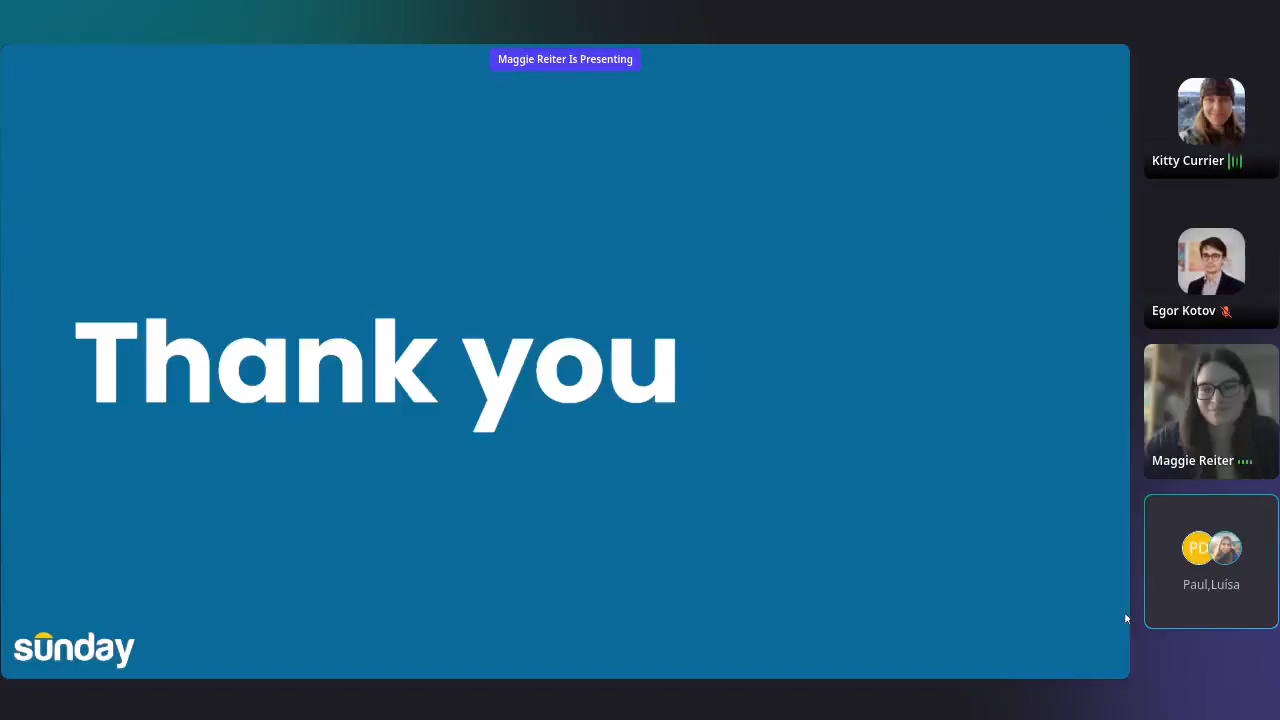 Maggie Reiter Is Presenting
Thank you
sunday
Kitty Currier
Egor Kotov
Maggie Reiter
PD
Paul,Luísa